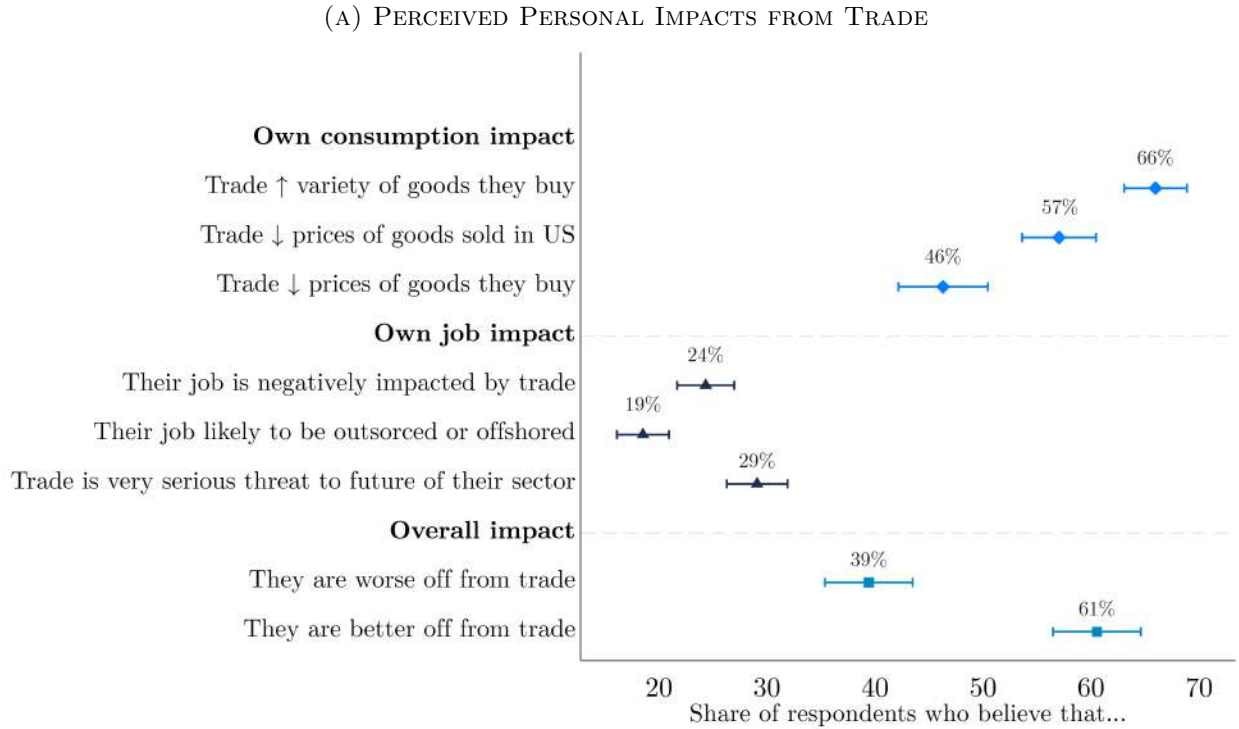 (A) PERCEIVED PERSONAL IMPACTS FROM TRADE
Own consumption impact
66%
Trade ↑ variety of goods they buy
57%
Trade ↓ prices of goods sold in US
46%
Trade ↓ prices of goods they buy
Own job impact
24%
Their job is negatively impacted by trade
19%
Their job likely to be outsorced or offshored
29%
Trade is very serious threat to future of their sector
Overall impact
39%
They are worse off from trade
61%
They are better off from trade
20 30 40 50 60 70
Share of respondents who believe that...